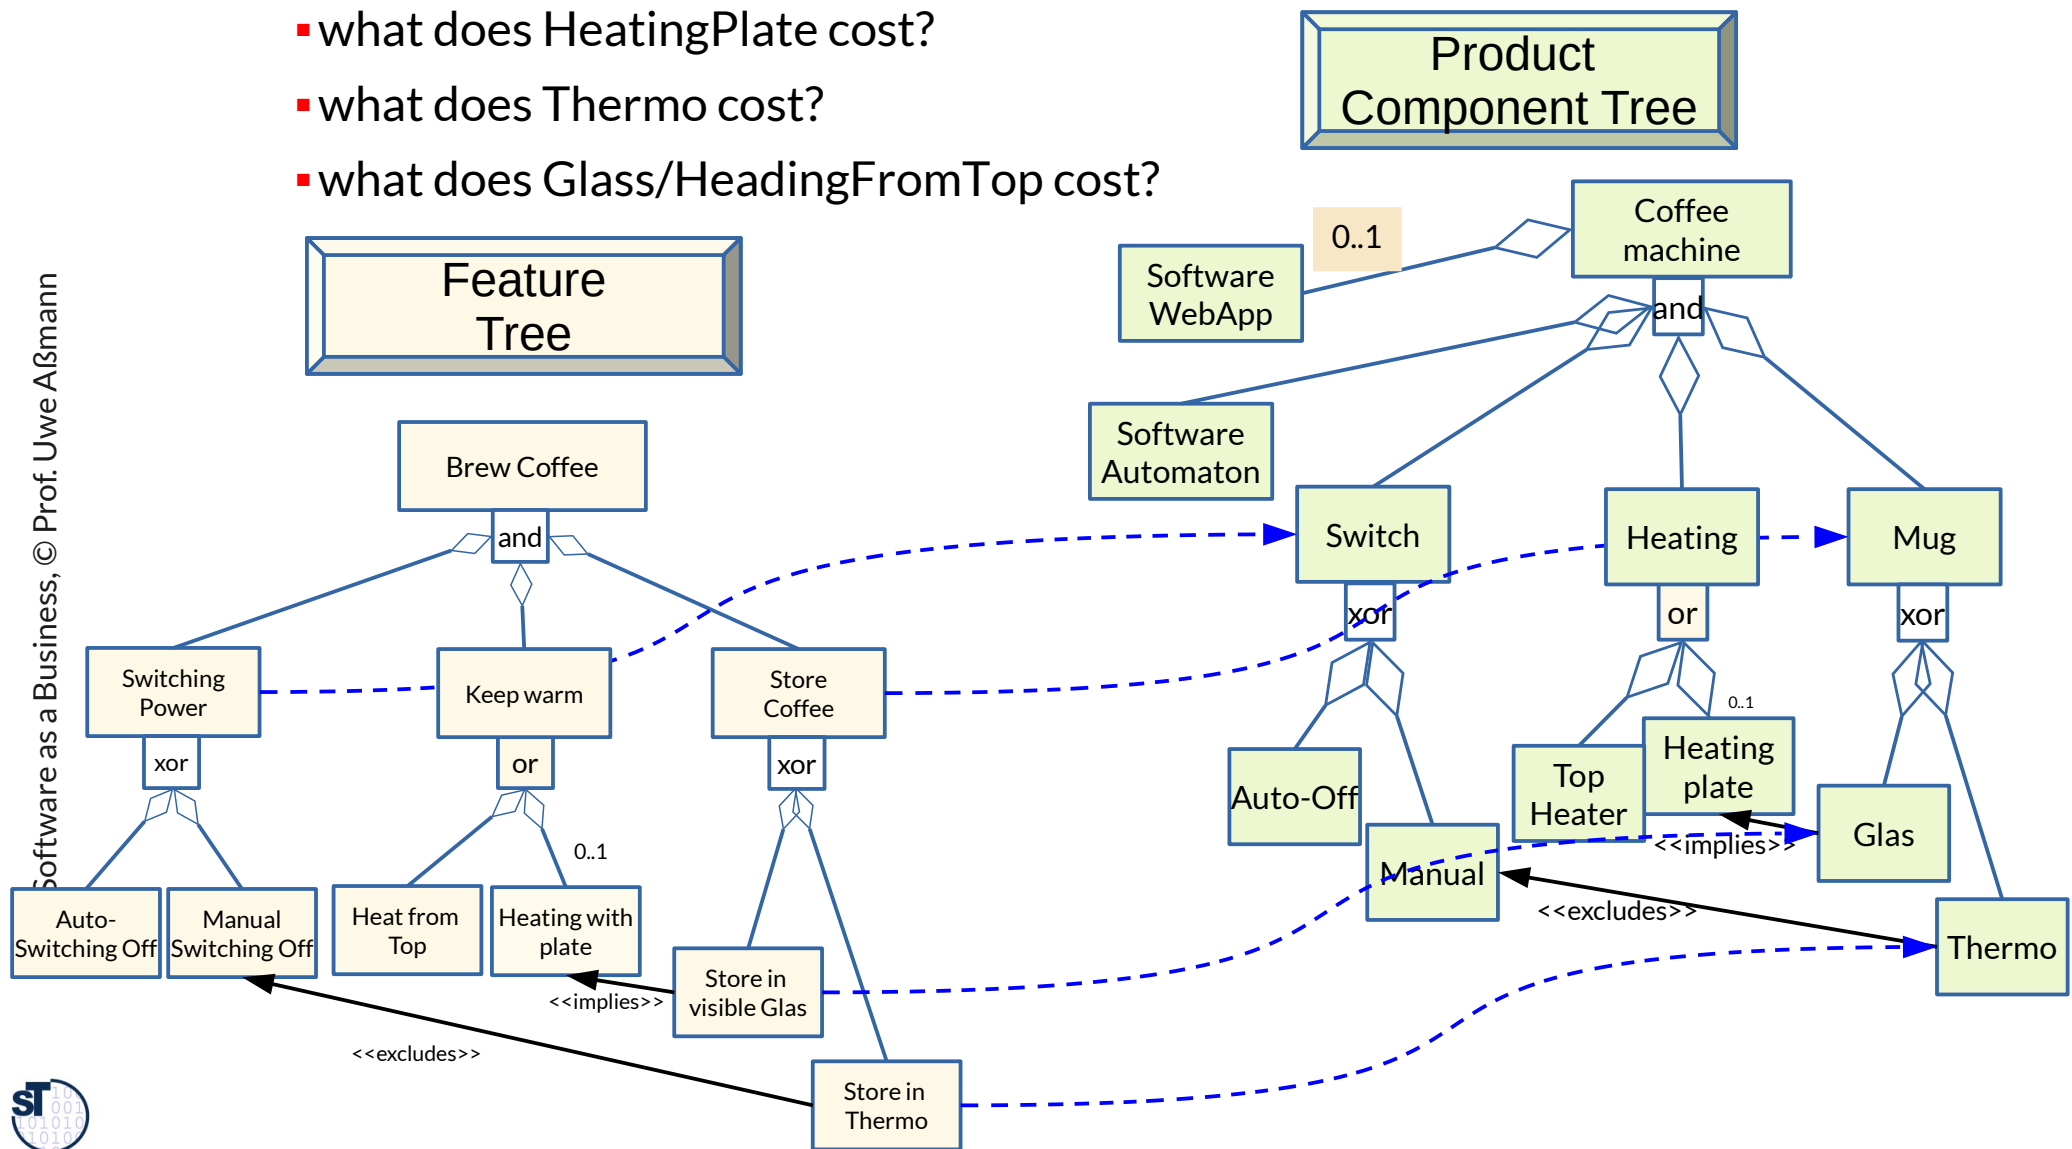 ▪what does HeatingPlate cost?
▪what does Thermo cost?
▪what does Glass/HeadingFromTop cost?
Product
Component Tree
Feature
Tree
Software as a Business, © Prof. Uwe Aßmann
Brew Coffee
and
Switching
Power
Keep warm
Store
Coffee
xor
or
xor
0..1
Auto-
Switching Off
Manual
Switching Off
Heat from
Top
Heating with
plate
Store in
visible Glas
<<implies>>
<<excludes>>
Store in
Thermo
Coffee
machine
0..1
Software
WebApp
and
Software
Automaton
Switch
Heating
Mug
xor
or
xor
0..1
Auto-Off
Manual
Top
Heater
Heating
plate
Glas
<<implies>>
<<excludes>>
Thermo
ST